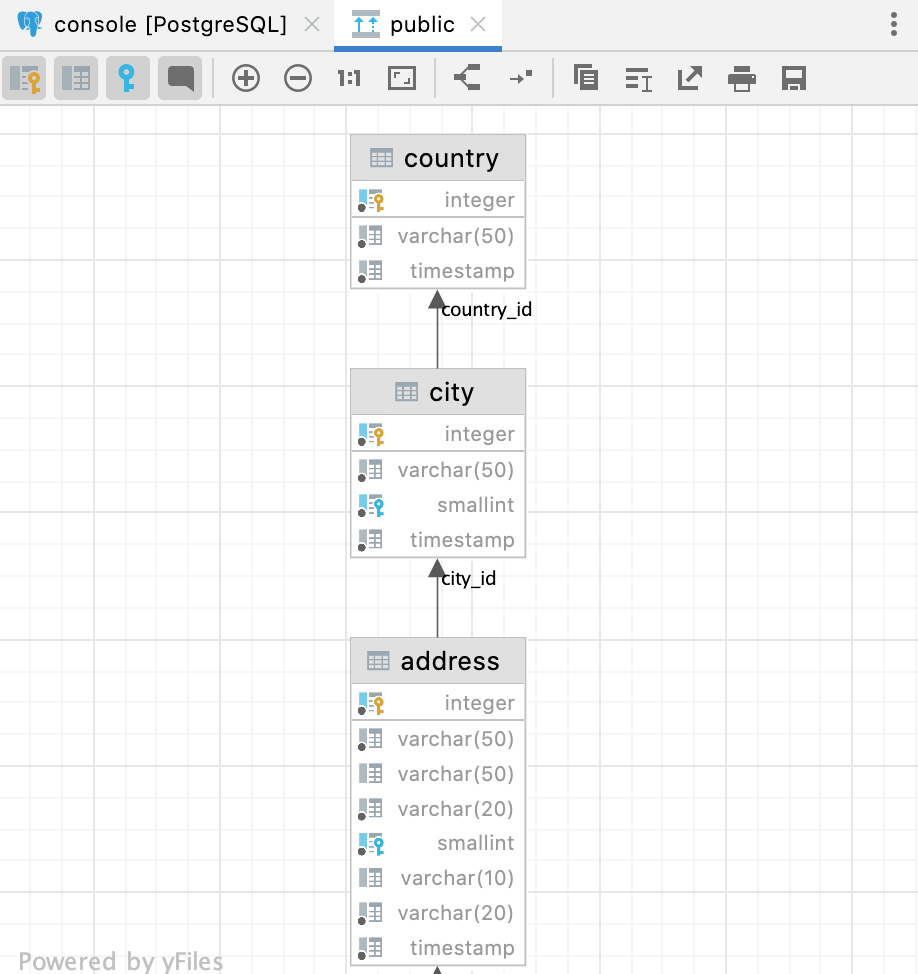 console [PostgreSQL] public
1:1
country
integer
varchar(50)
timestamp
country_id
city
integer
varchar(50)
smallint
timestamp
city_id
address
integer
varchar(50)
varchar(50)
varchar(20)
smallint
varchar(10)
varchar(20)
timestamp
Powered by yFiles